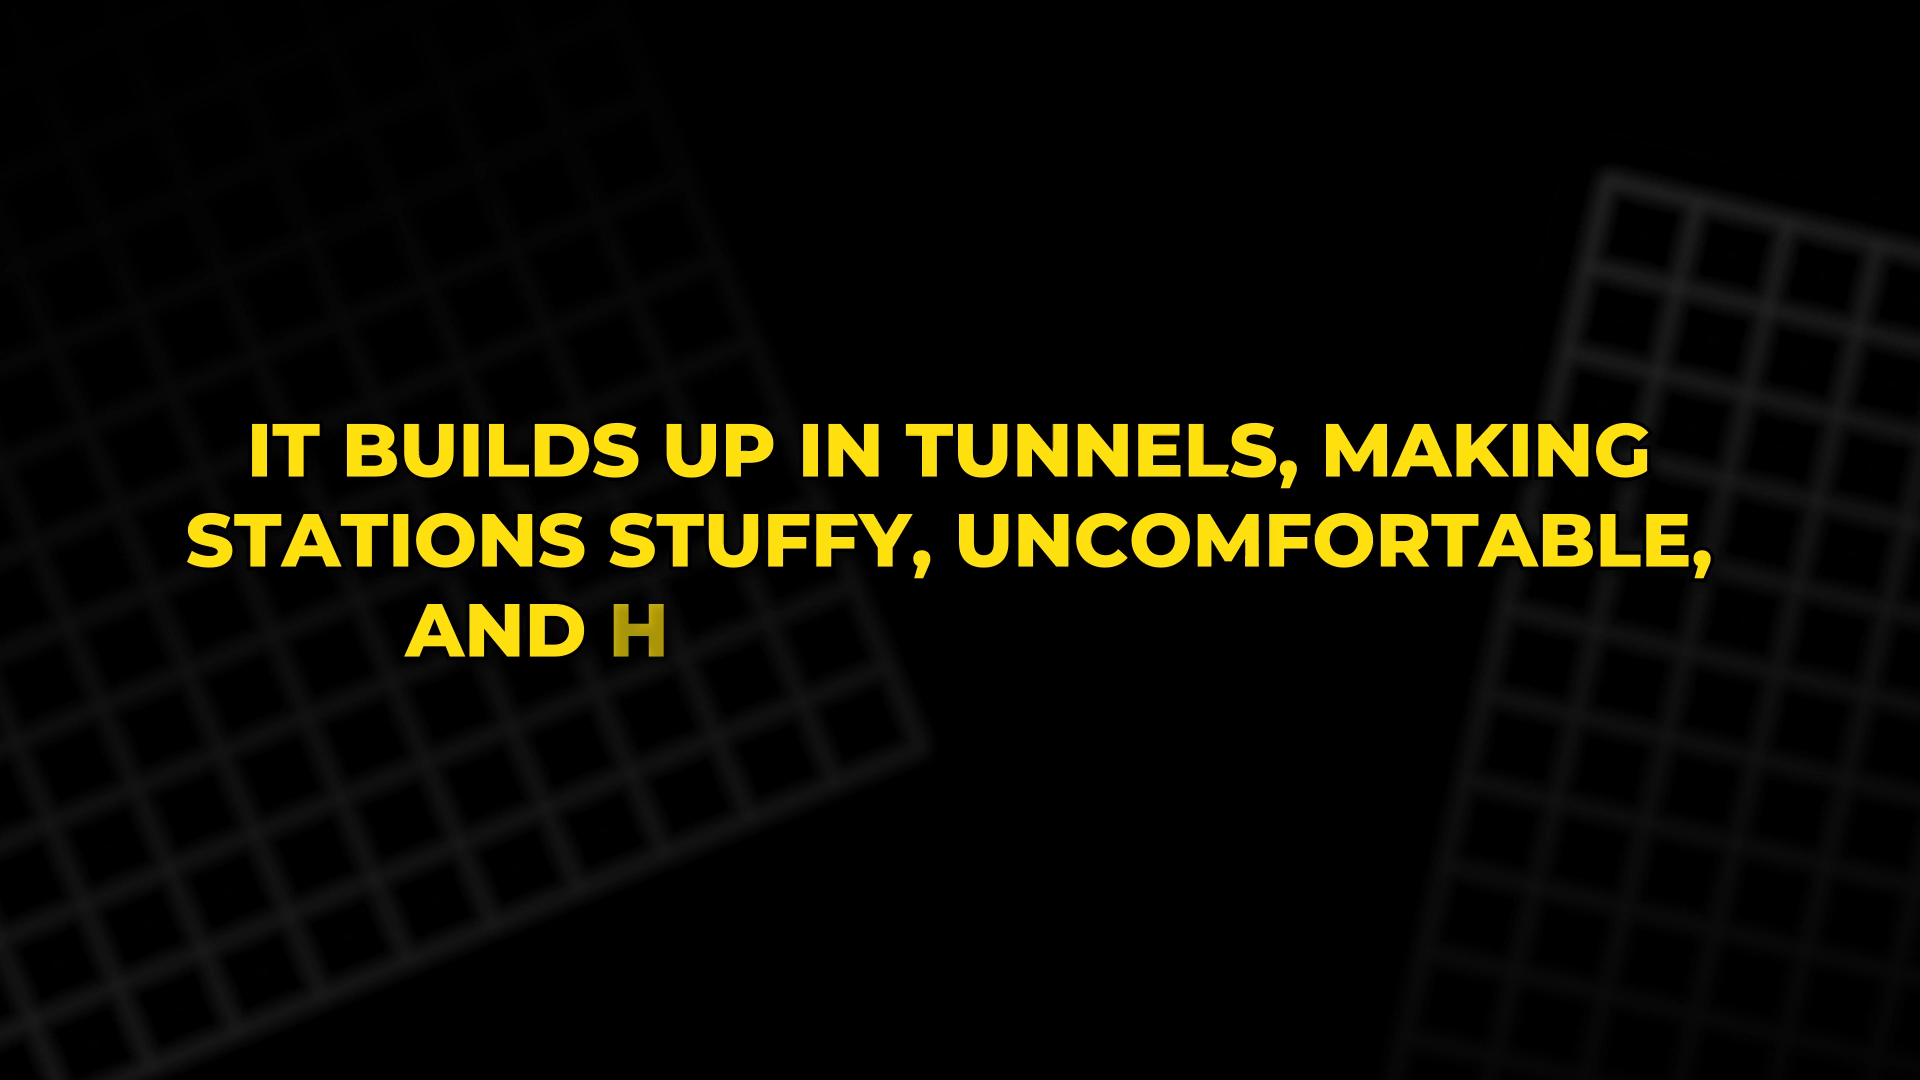 IT BUILDS UP IN TUNNELS, MAKING
STATIONS STUFFY, UNCOMFORTABLE,
AND H